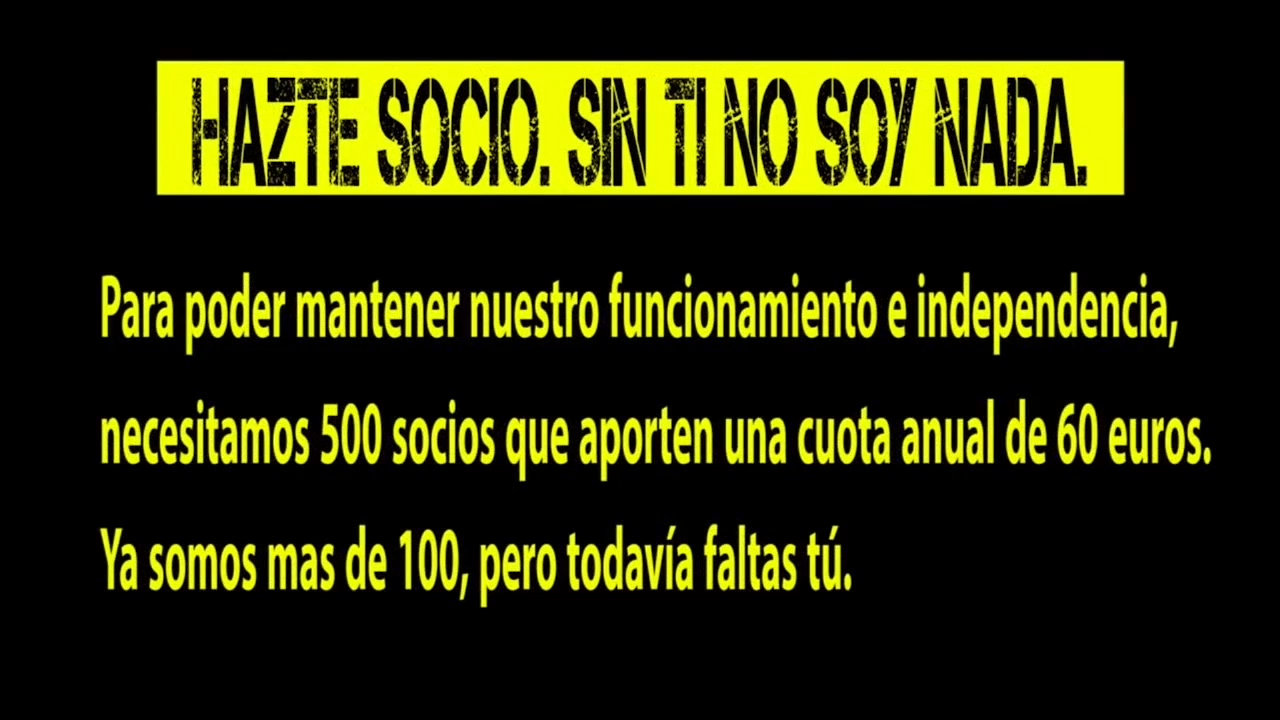 HAZTE SOCIO. SIN TI NO SOY NADA.
Para poder mantener nuestro funcionamiento e independencia,
necesitamos 500 socios que aporten una cuota anual de 60 euros.
Ya somos mas de 100, pero todavía faltas tú.